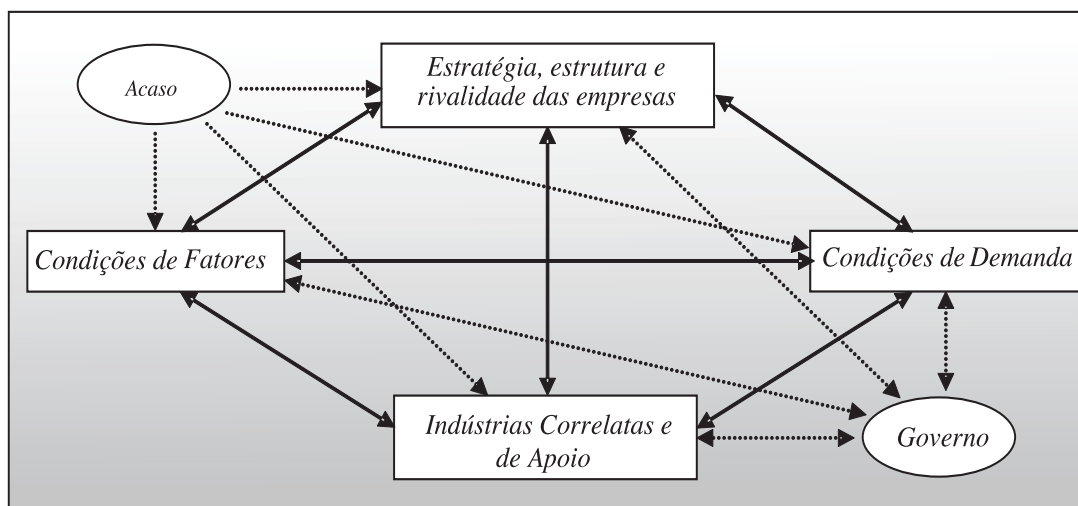 Acaso
Estratégia, estrutura e
rivalidade das empresas
Condições de Fatores
Condições de Demanda
Indústrias Correlatas e
de Apoio
Governo